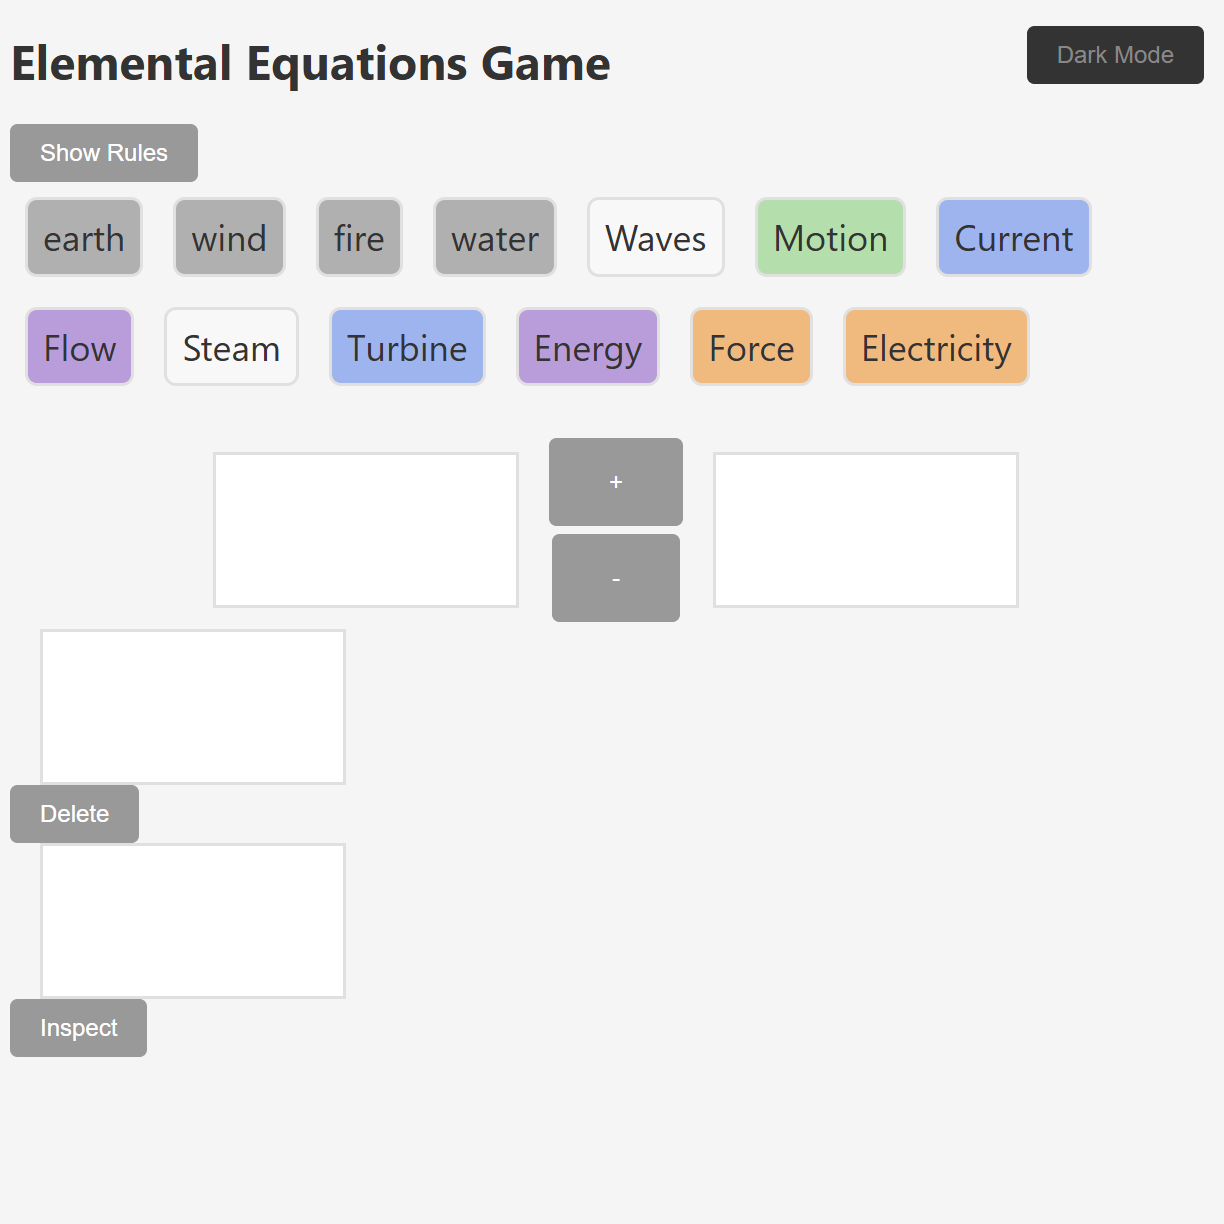 Elemental Equations Game
Dark Mode
Show Rules
earth wind fire water Waves Motion Current
Flow Steam Turbine Energy Force Electricity
+
-
Delete
Inspect